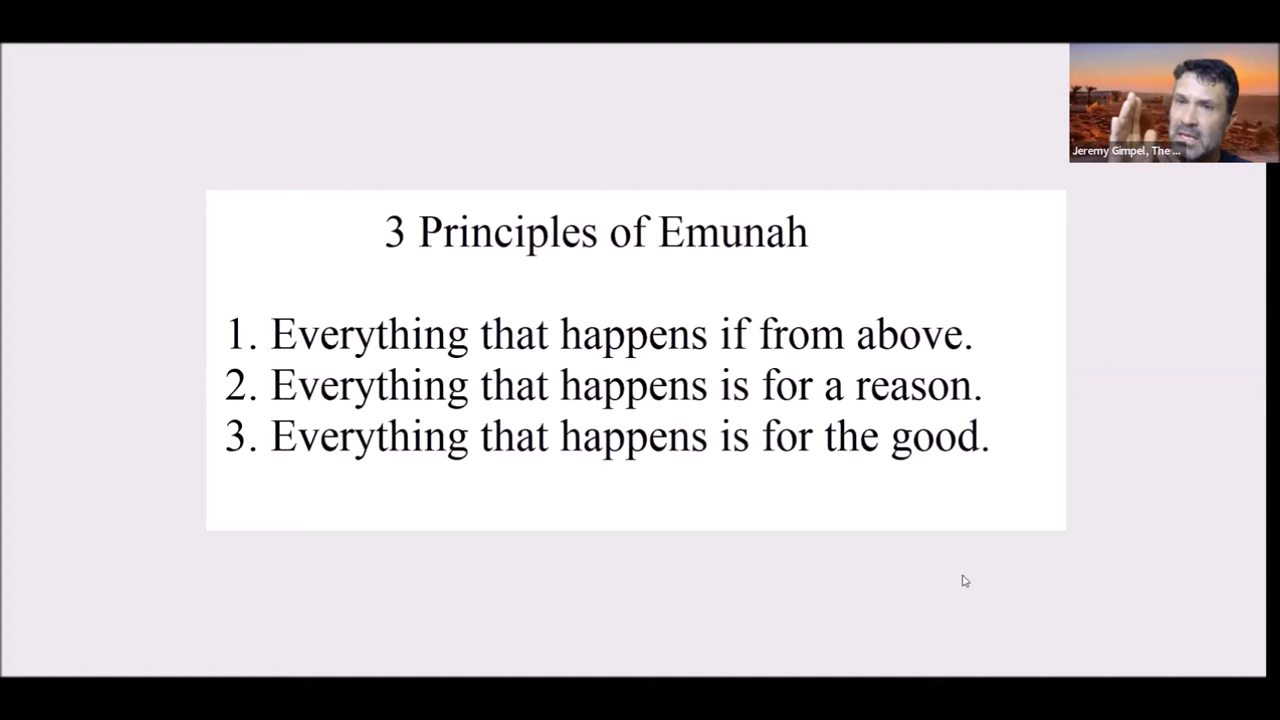 Jeremy Gimpel, The ...
3 Principles of Emunah
1. Everything that happens if from above.
2. Everything that happens is for a reason.
3. Everything that happens is for the good.